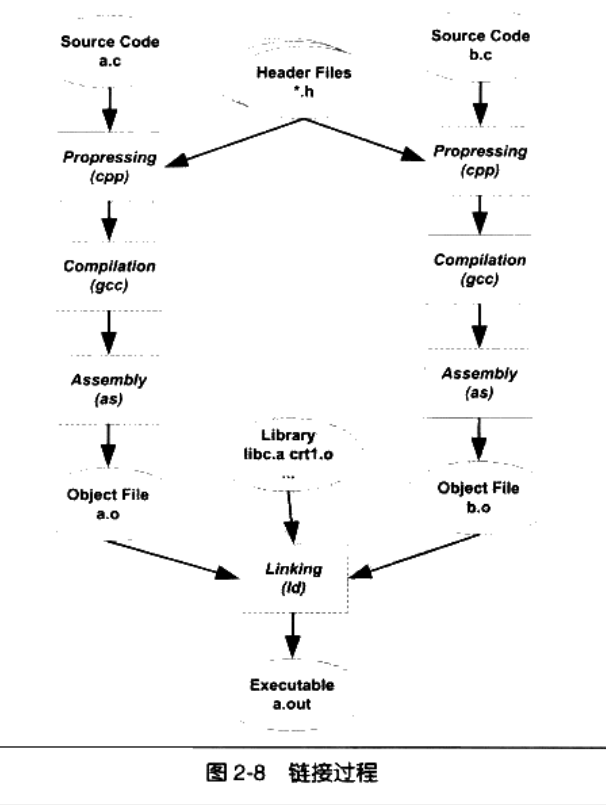 Source Code
a.c
Header Files
*.h
Source Code
b.c
Propressing
(cpp)
Propressing
(cpp)
Compilation
(gcc)
Compilation
(gcc)
Assembly
(as)
Assembly
(as)
Library
libc.a crt1.o
...
Object File
a.o
Object File
b.o
Linking
(ld)
Executable
a.out
图 2-8 链接过程